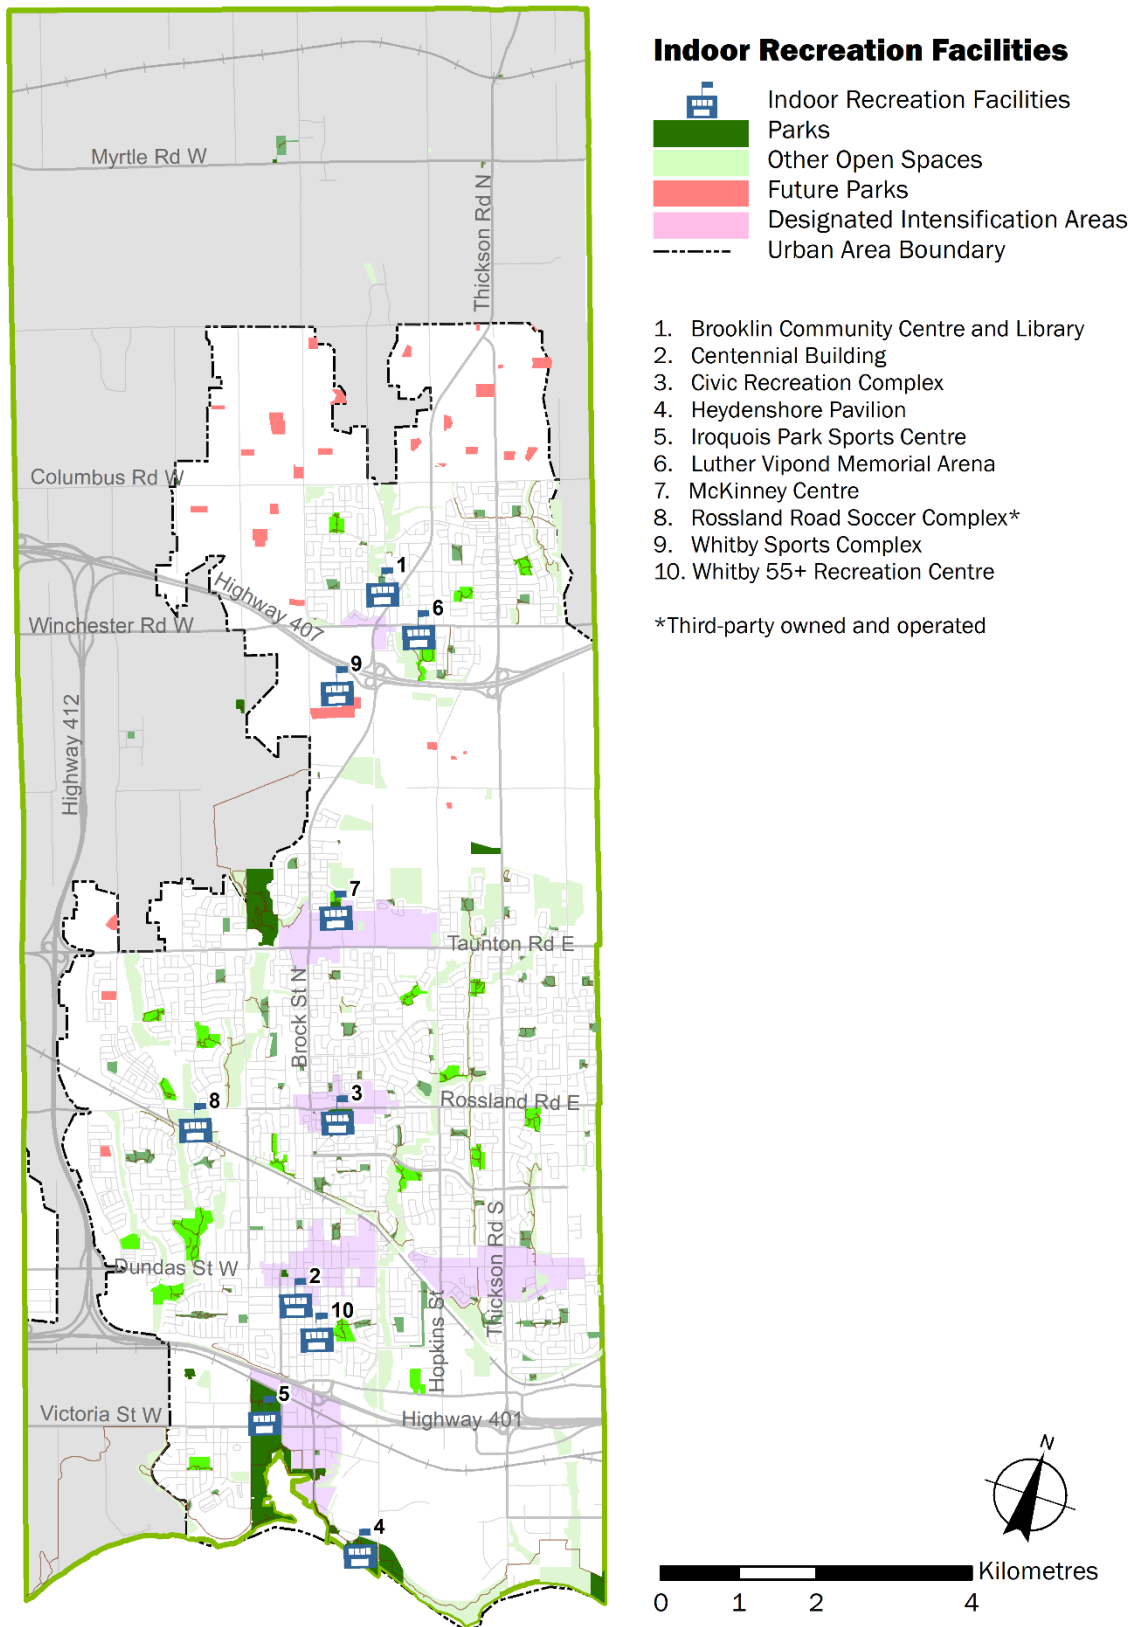 Indoor Recreation Facilities
Indoor Recreation Facilities
Parks
Other Open Spaces
Future Parks
Designated Intensification Areas
Urban Area Boundary
1. Brooklin Community Centre and Library
2. Centennial Building
3. Civic Recreation Complex
4. Heydenshore Pavilion
5. Iroquois Park Sports Centre
6. Luther Vipond Memorial Arena
7. McKinney Centre
8. Rossland Road Soccer Complex*
9. Whitby Sports Complex
10. Whitby 55+ Recreation Centre
*Third-party owned and operated
Myrtle Rd W
Thickson Rd N
Columbus Rd W
Highway 407
1
6
Winchester Rd W
9
Highway 412
7
Taunton Rd E
Brock St N
8
3
Rossland Rd E
Thickson Rd S
Dundas St W
2
10
Hopkins St
5
Victoria St W
Highway 401
4
N
Kilometres
0 1 2 4